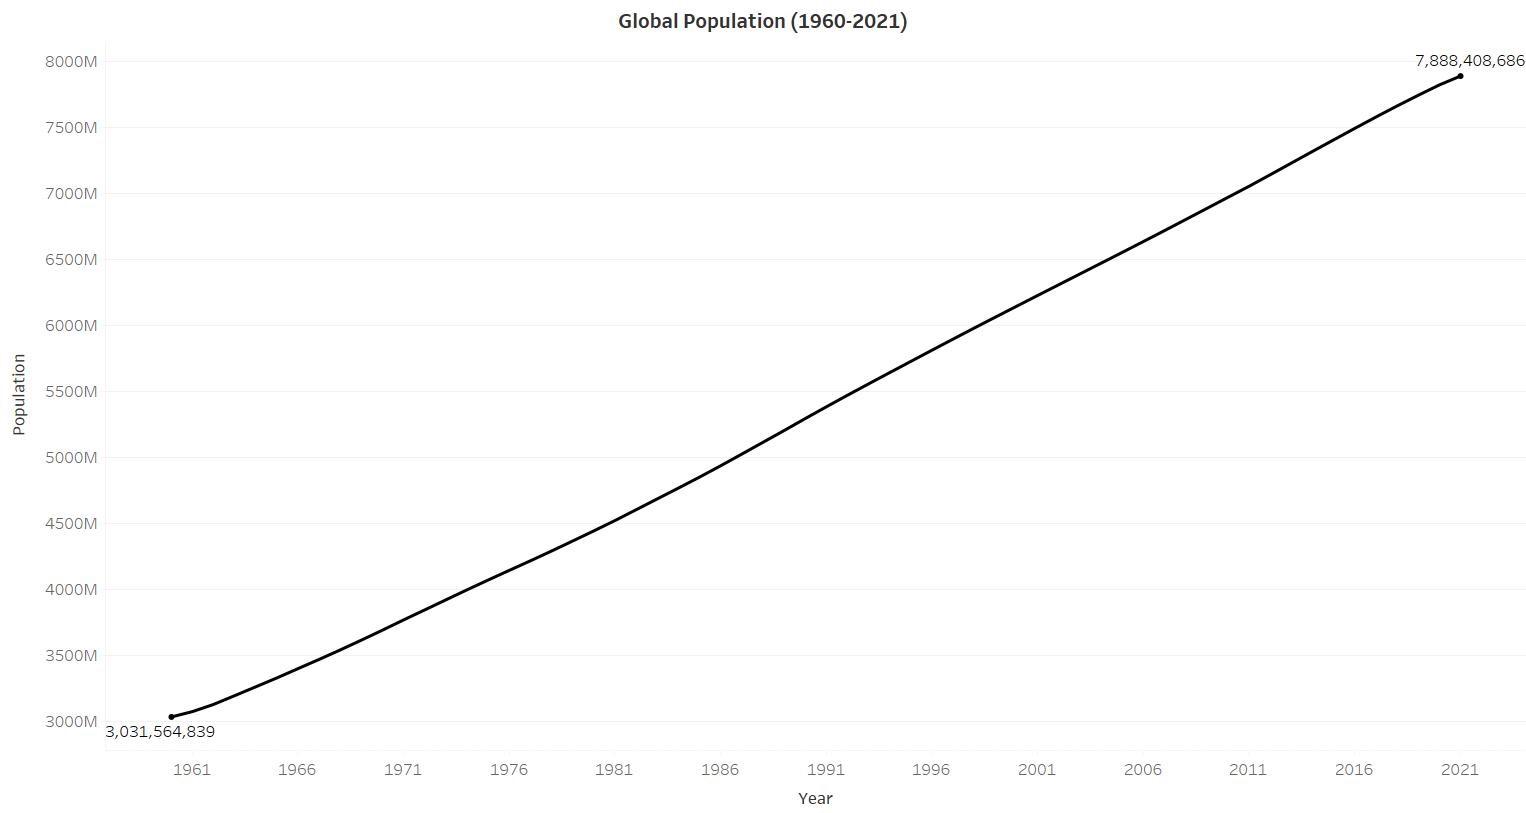 Global Population (1960-2021)
8000M
7500M
7000M
6500M
6000M
5500M
5000M
4500M
4000M
3500M
3000M
Population
7,888,408,686
3,031,564,839
1961 1966 1971 1976 1981 1986 1991 1996 2001 2006 2011 2016 2021
Year